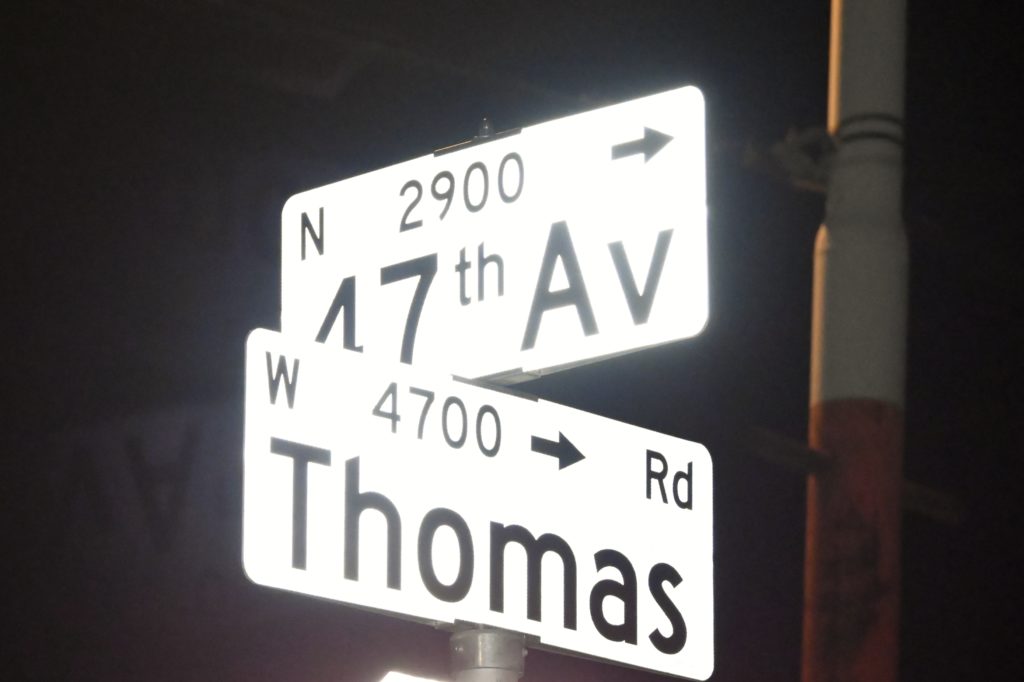 N 2900 →
47th Av
W 4700 → Rd
Thomas